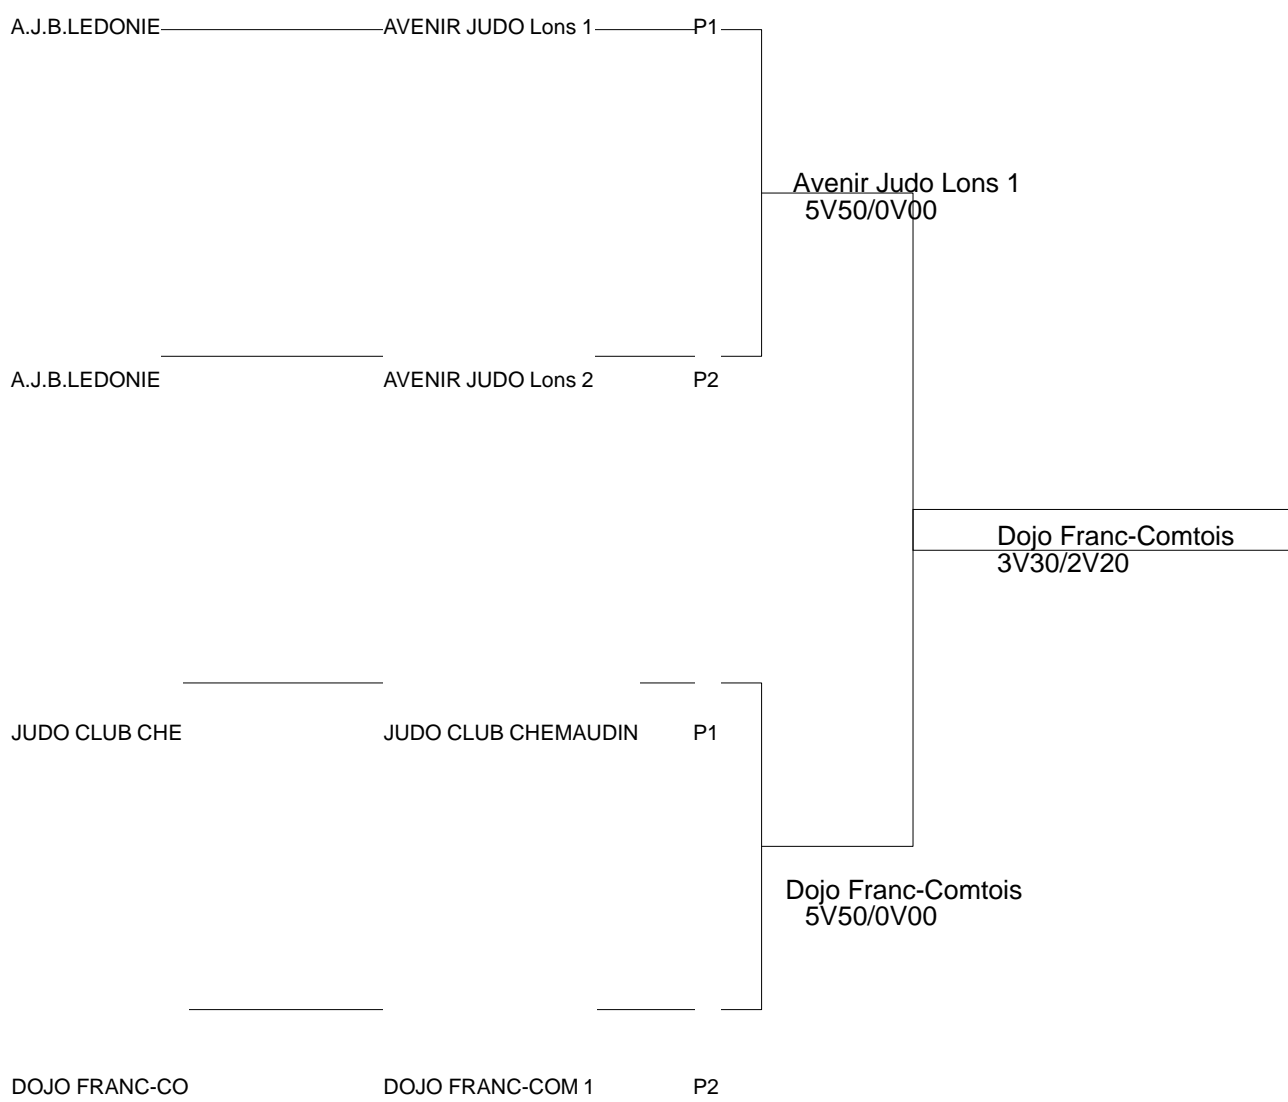 A.J.B.LEDONIE AVENIR JUDO Lons 1 P1
Avenir Judo Lons 1
5V50/0V00
A.J.B.LEDONIE AVENIR JUDO Lons 2 P2
Dojo Franc-Comtois
3V30/2V20
JUDO CLUB CHE JUDO CLUB CHEMAUDIN P1
Dojo Franc-Comtois
5V50/0V00
DOJO FRANC-CO DOJO FRANC-COM 1 P2